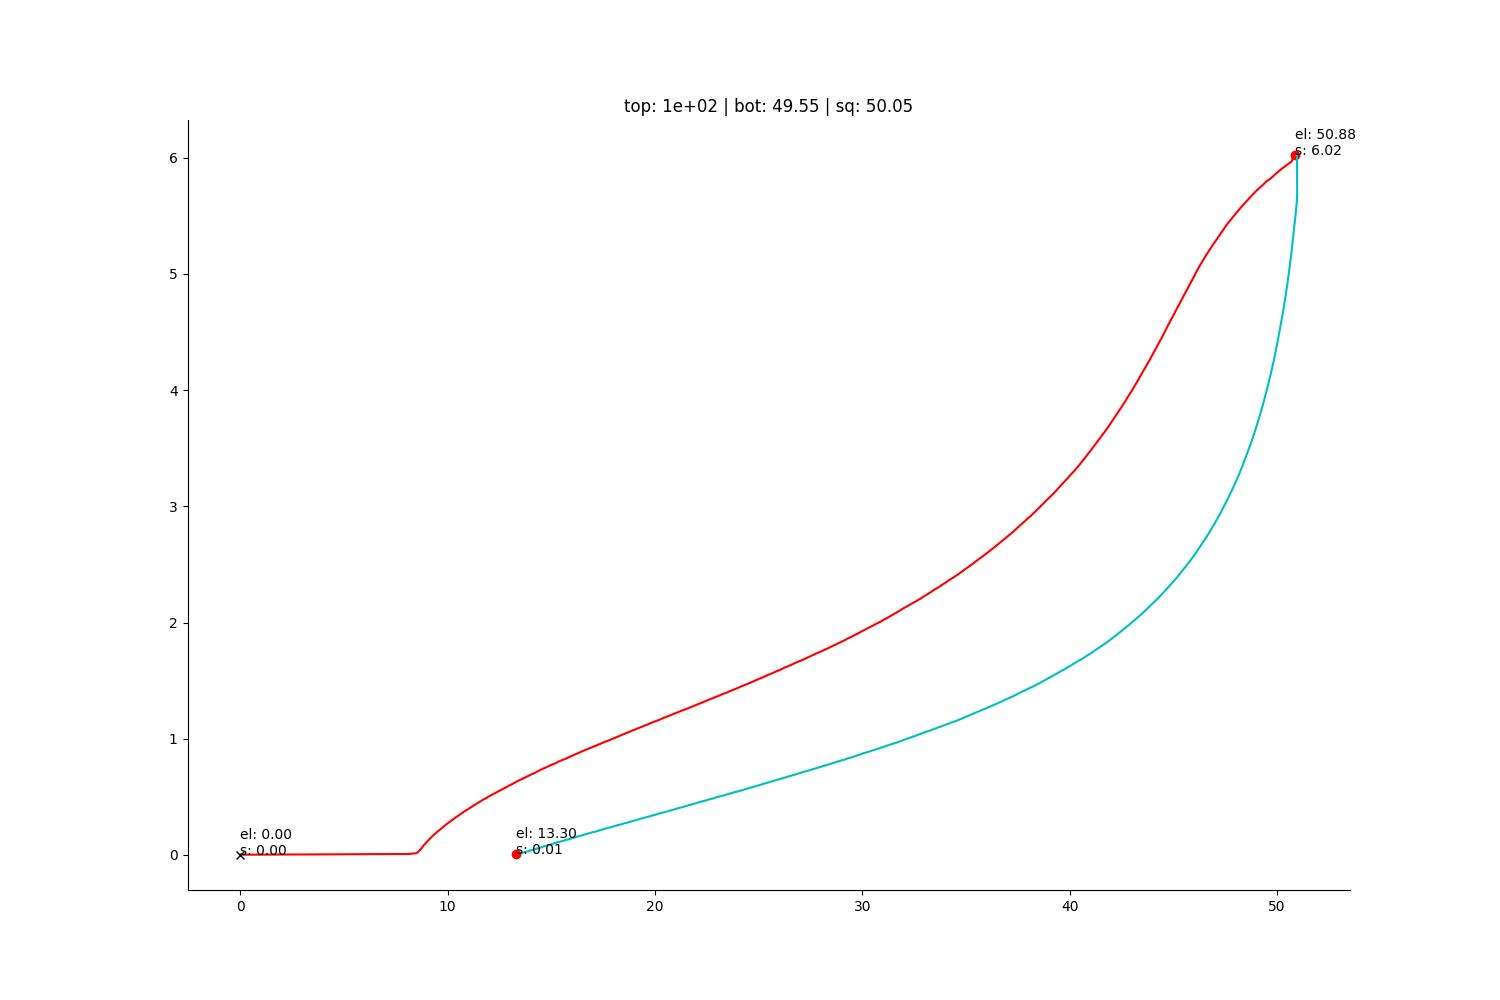 top: 1e+02 | bot: 49.55 | sq: 50.05
el: 50.88
s: 6.02
6
5
4
3
2
1
0
el: 0.00
s: 0.00
el: 13.30
s: 0.01
0 10 20 30 40 50